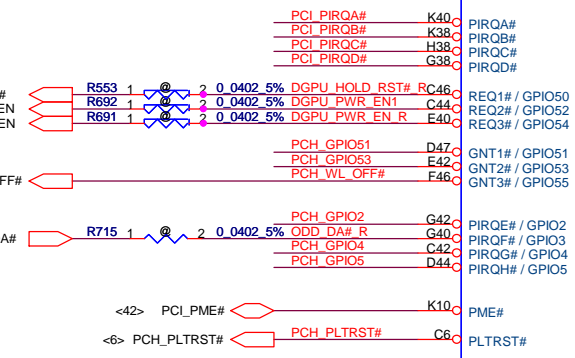 PCI_PIRQA# K40 PIRQA#
PCI_PIRQB# K38 PIRQB#
PCI_PIRQC# H38 PIRQC#
PCI_PIRQD# G38 PIRQD#
# R553 1 @ 2 0_0402_5% DGPU_HOLD_RST#_R C46 REQ1# / GPIO50
EN R692 1 @ 2 0_0402_5% DGPU_PWR_EN1 C44 REQ2# / GPIO52
EN R691 1 @ 2 0_0402_5% DGPU_PWR_EN_R E40 REQ3# / GPIO54
PCH_GPIO51 D47 GNT1# / GPIO51
PCH_GPIO53 E42 GNT2# / GPIO53
FF# PCH_WL_OFF# F46 GNT3# / GPIO55
PCH_GPIO2 G42 PIRQE# / GPIO2
A# R715 1 @ 2 0_0402_5% ODD_DA#_R G40 PIRQF# / GPIO3
PCH_GPIO4 C42 PIRQG# / GPIO4
PCH_GPIO5 D44 PIRQH# / GPIO5
<42> PCI_PME# K10 PME#
<6> PCH_PLTRST# PCH_PLTRST# C6 PLTRST#